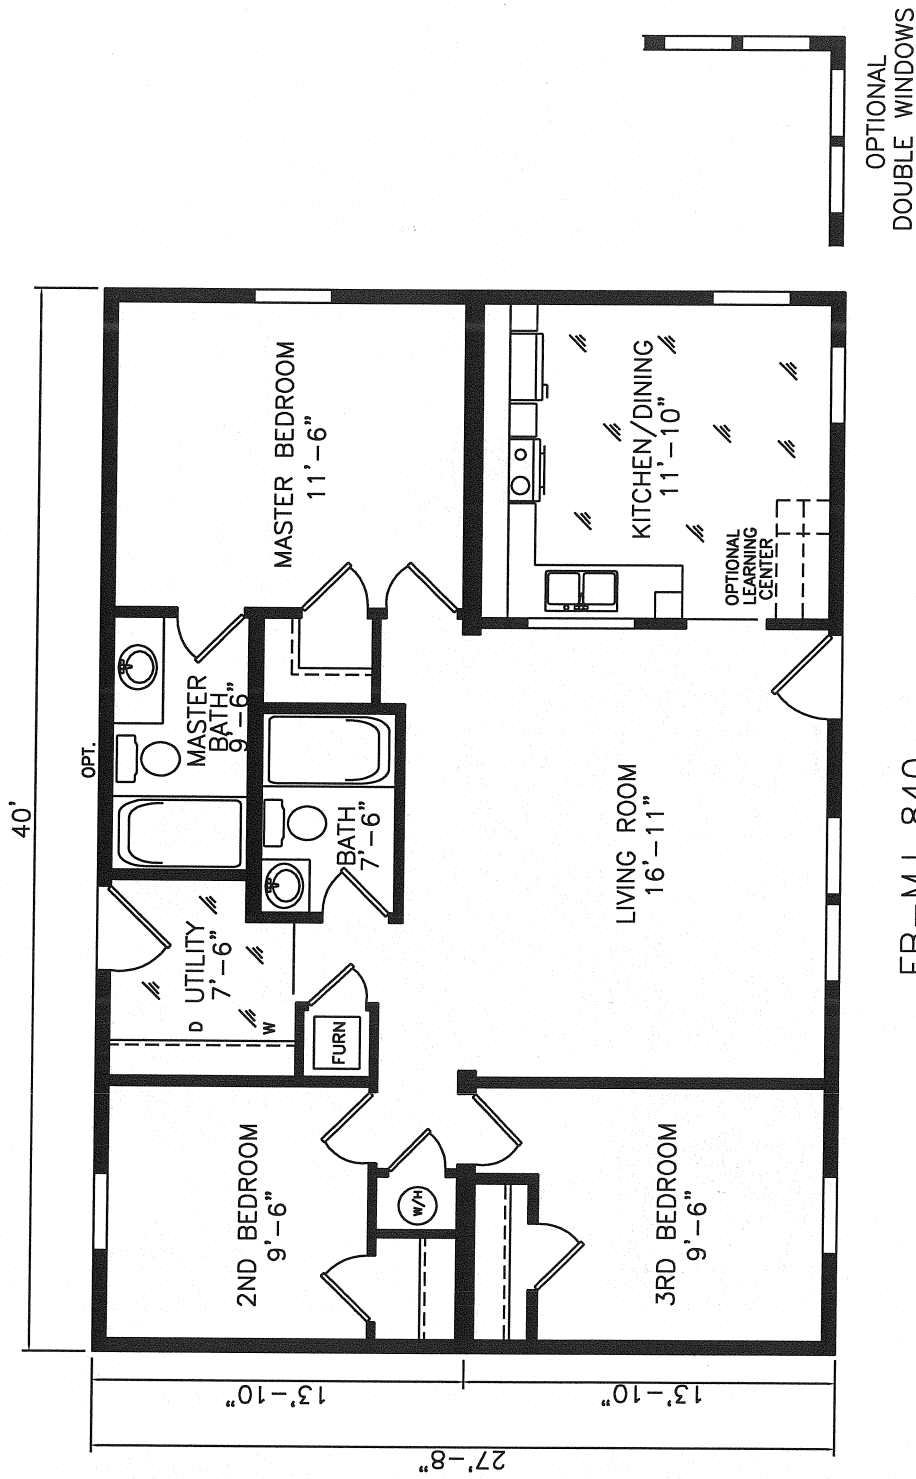 40'
OPT.
UTILITY
7'-6"
D
W
MASTER
BATH
9'-6"
MASTER BEDROOM
11'-6"
2ND BEDROOM
9'-6"
FURN
BATH
7'-6"
W/H
13'-10"
27'-8"
13'-10"
3RD BEDROOM
9'-6"
LIVING ROOM
16'-11"
KITCHEN/DINING
11'-10"
OPTIONAL
LEARNING
CENTER
OPTIONAL
DOUBLE WINDOWS